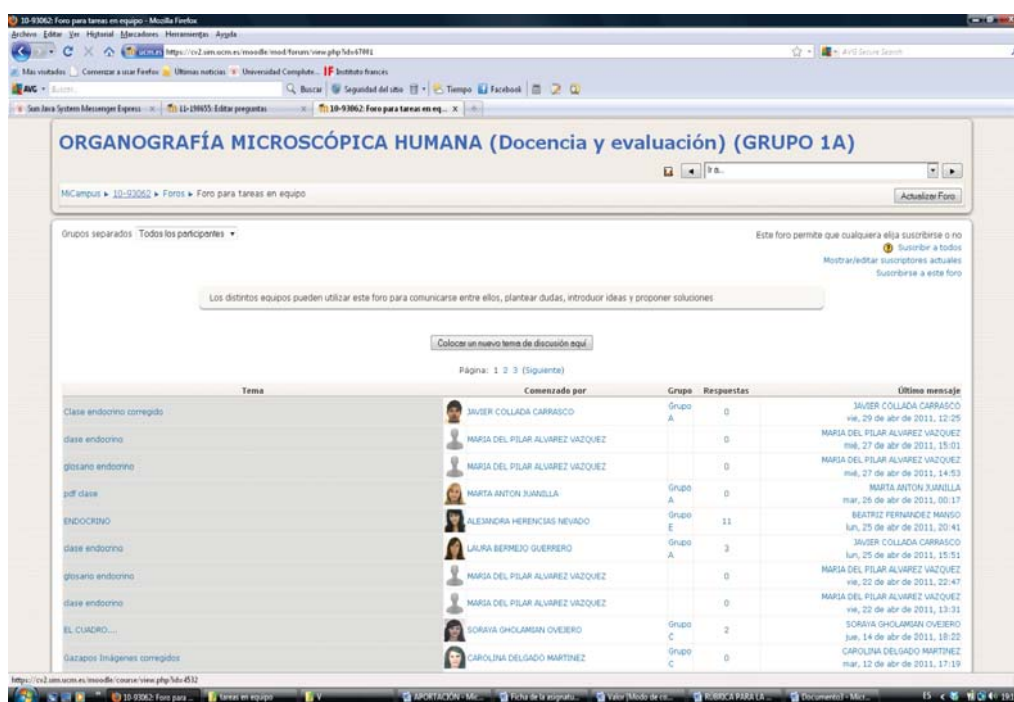 10-93062: Foro para tareas en equipo - Mozilla Firefox
Archivo Editar Ver Historial Marcadores Herramientas Ayuda
ucm.es https://cv2.sim.ucm.es/moodle/mod/forum/view.php?id=67001 AVG Secure Search
Más visitados Comenzar a usar Firefox Últimas noticias Universidad Complute... Instituto francés
AVG Buscar Seguridad del sitio Tiempo Facebook
Sun Java System Messenger Express 11-198655: Editar preguntas 10-93062: Foro para tareas en eq...
ORGANOGRAFÍA MICROSCÓPICA HUMANA (Docencia y evaluación) (GRUPO 1A)
Ir a...
MiCampus ► 10-93062 ► Foros ► Foro para tareas en equipo Actualizar Foro
Grupos separados Todos los participantes
Este foro permite que cualquiera elija suscribirse o no
Suscribir a todos
Mostrar/editar suscriptores actuales
Suscribirse a este foro
Los distintos equipos pueden utilizar este foro para comunicarse entre ellos, plantear dudas, introducir ideas y proponer soluciones
Colocar un nuevo tema de discusión aquí
Página: 1 2 3 (Siguiente)
Tema Comenzado por Grupo Respuestas Último mensaje
Clase endocrino corregido JAVIER COLLADA CARRASCO Grupo A 0 JAVIER COLLADA CARRASCO
vie, 29 de abr de 2011, 12:25
clase endocrino MARIA DEL PILAR ALVAREZ VAZQUEZ 0 MARIA DEL PILAR ALVAREZ VAZQUEZ
mié, 27 de abr de 2011, 15:01
glosario endocrino MARIA DEL PILAR ALVAREZ VAZQUEZ 0 MARIA DEL PILAR ALVAREZ VAZQUEZ
mié, 27 de abr de 2011, 14:53
pdf clase MARTA ANTON JUANILLA Grupo A 0 MARTA ANTON JUANILLA
mar, 26 de abr de 2011, 00:17
ENDOCRINO ALEJANDRA HERENCIAS NEVADO Grupo E 11 BEATRIZ FERNANDEZ MANSO
lun, 25 de abr de 2011, 20:41
clase endocrino LAURA BERMEJO GUERRERO Grupo A 3 JAVIER COLLADA CARRASCO
lun, 25 de abr de 2011, 15:51
glosario endocrino MARIA DEL PILAR ALVAREZ VAZQUEZ 0 MARIA DEL PILAR ALVAREZ VAZQUEZ
vie, 22 de abr de 2011, 22:47
clase endocrino MARIA DEL PILAR ALVAREZ VAZQUEZ 0 MARIA DEL PILAR ALVAREZ VAZQUEZ
vie, 22 de abr de 2011, 13:31
EL CUADRO.... SORAYA GHOLAMIAN OVEJERO Grupo C 2 SORAYA GHOLAMIAN OVEJERO
jue, 14 de abr de 2011, 18:22
Gazapos Imágenes corregidos CAROLINA DELGADO MARTINEZ Grupo C 0 CAROLINA DELGADO MARTINEZ
mar, 12 de abr de 2011, 17:19
https://cv2.sim.ucm.es/moodle/course/view.php?id=4532
10-93062: Foro para ... tareas en equipo V APORTACIÓN - Mic... Ficha de la asignatu... Valor [Modo de co... RÚBRICA PARA LA ... Documento1 - Micr... ES